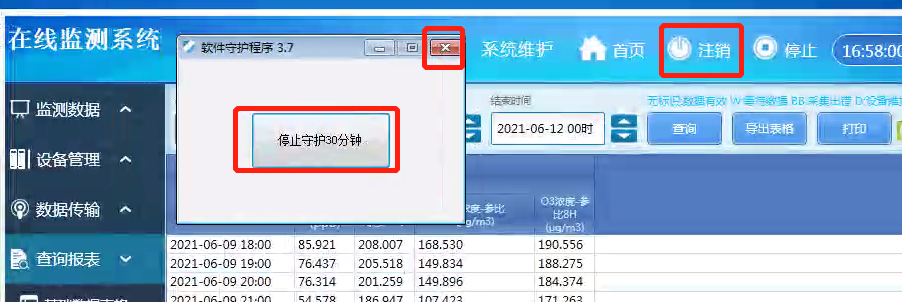 在线监测系统
软件守护程序 3.7
系统维护
首页
注销
停止
16:58:00
监测数据
设备管理
数据传输
查询报表
停止守护30分钟
结束时间
2021-06-12 00时
无标识:数据有效 W:等待数据 BB:采集出错 D:设备维
查询
导出表格
打印
O3浓度-参
比8H
(ug/m3)
2021-06-09 18:00 85.921 208.007 168.530 190.556
2021-06-09 19:00 76.437 205.518 149.834 188.275
2021-06-09 20:00 76.314 201.259 149.896 184.374
2021-06-09 21:00 54.578 186.947 107.423 171.263